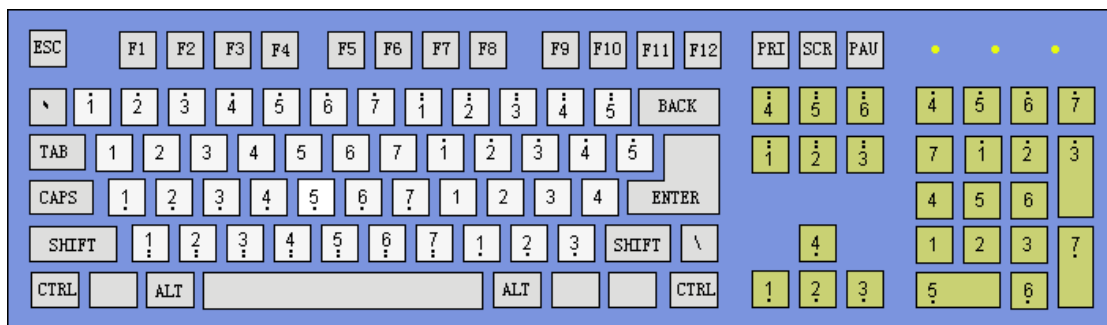 ESC F1 F2 F3 F4 F5 F6 F7 F8 F9 F10 F11 F12 PRI SCR PAU
` 1̇ 2̇ 3̇ 4̇ 5̇ 6̇ 7̇ 1̇̇ 2̇̇ 3̇̇ 4̇̇ 5̇̇ BACK 4̇̇ 5̇̇ 6̇̇ 4̇ 5̇ 6̇ 7̇
TAB 1 2 3 4 5 6 7 1̇ 2̇ 3̇ 4̇ 5̇ 1̇̇ 2̇̇ 3̇̇ 7 1̇ 2̇ 3̇
CAPS 1̣ 2̣ 3̣ 4̣ 5̣ 6̣ 7̣ 1 2 3 4 ENTER 4 5 6
SHIFT 1̣̣ 2̣̣ 3̣̣ 4̣̣ 5̣̣ 6̣̣ 7̣̣ 1̣ 2̣ 3̣ SHIFT \ 4̣ 1 2 3 7̣
CTRL ALT ALT CTRL 1̣ 2̣ 3̣ 5̣ 6̣